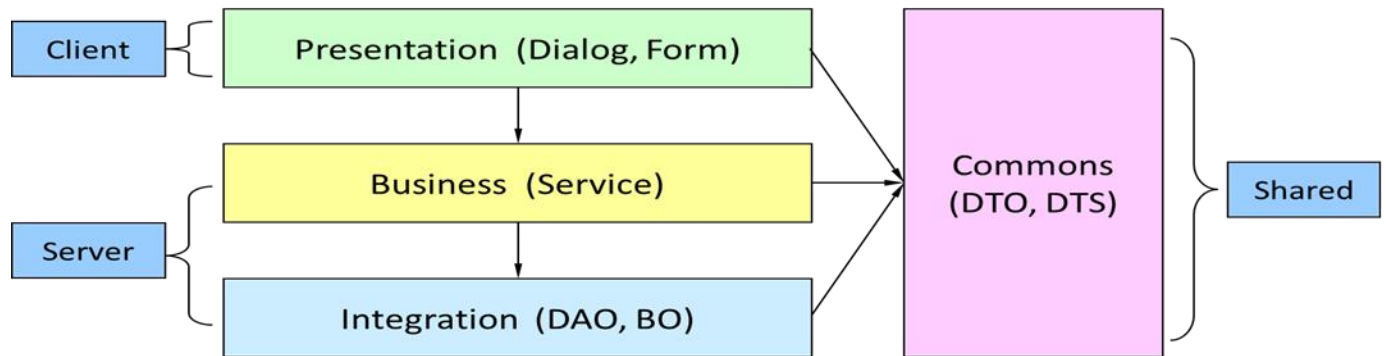 Client
Presentation (Dialog, Form)
Business (Service)
Server
Integration (DAO, BO)
Commons
(DTO, DTS)
Shared